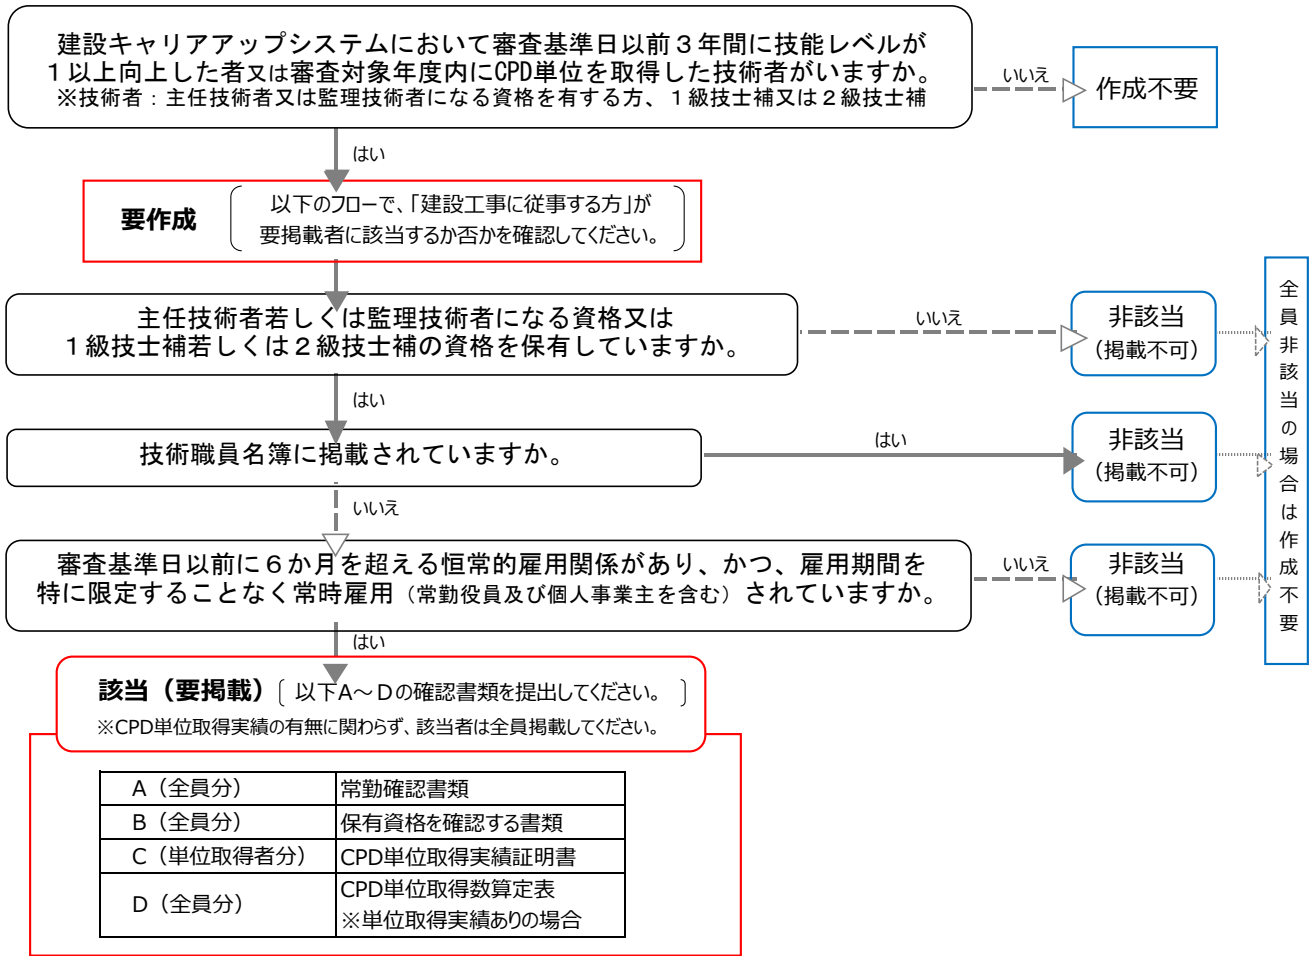 建設キャリアアップシステムにおいて審査基準日以前３年間に技能レベルが
１以上向上した者又は審査対象年度内にCPD単位を取得した技術者がいますか。
※技術者：主任技術者又は監理技術者になる資格を有する方、１級技士補又は２級技士補
いいえ
作成不要
はい
要作成
以下のフローで、「建設工事に従事する方」が
要掲載者に該当するか否かを確認してください。
主任技術者若しくは監理技術者になる資格又は
１級技士補若しくは２級技士補の資格を保有していますか。
いいえ
非該当
（掲載不可）
はい
技術職員名簿に掲載されていますか。
はい
非該当
（掲載不可）
いいえ
審査基準日以前に６か月を超える恒常的雇用関係があり、かつ、雇用期間を
特に限定することなく常時雇用（常勤役員及び個人事業主を含む）されていますか。
いいえ
非該当
（掲載不可）
全員非該当の場合は作成不要
はい
該当（要掲載）〔以下A～Dの確認書類を提出してください。〕
※CPD単位取得実績の有無に関わらず、該当者は全員掲載してください。
A（全員分） 常勤確認書類
B（全員分） 保有資格を確認する書類
C（単位取得者分） CPD単位取得実績証明書
D（全員分） CPD単位取得数算定表
※単位取得実績ありの場合